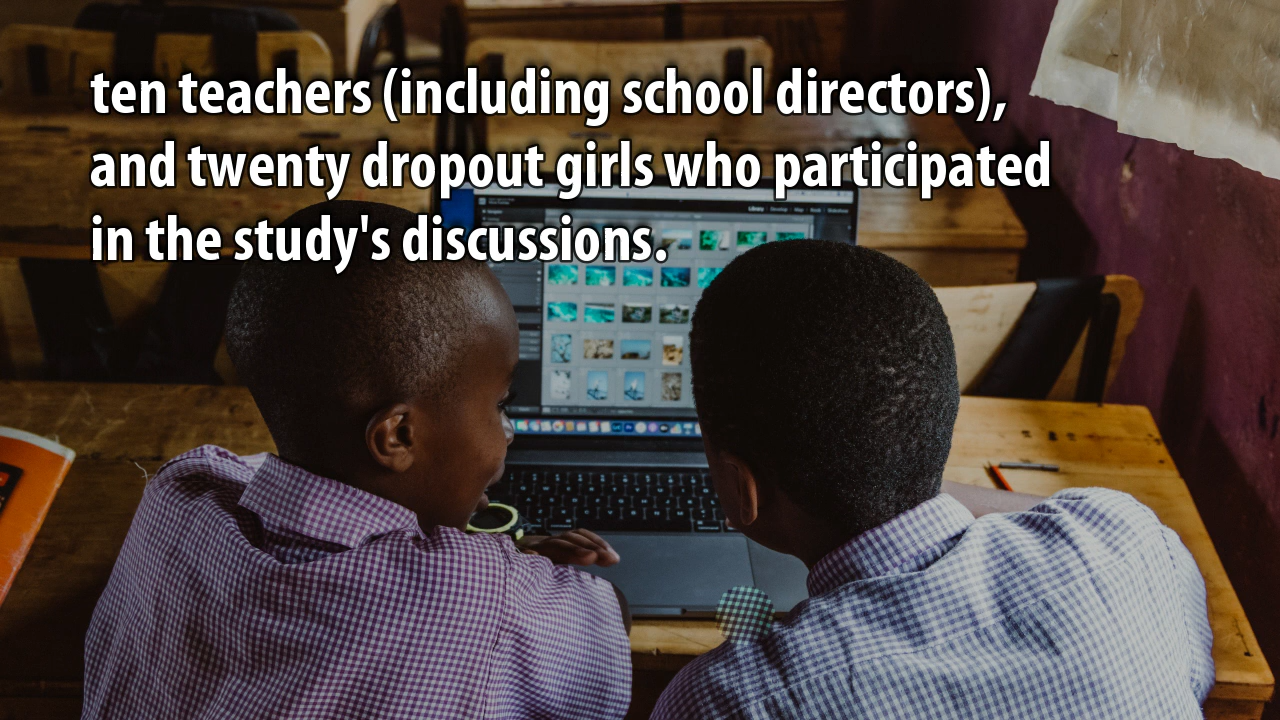 ten teachers (including school directors),
and twenty dropout girls who participated
in the study's discussions.